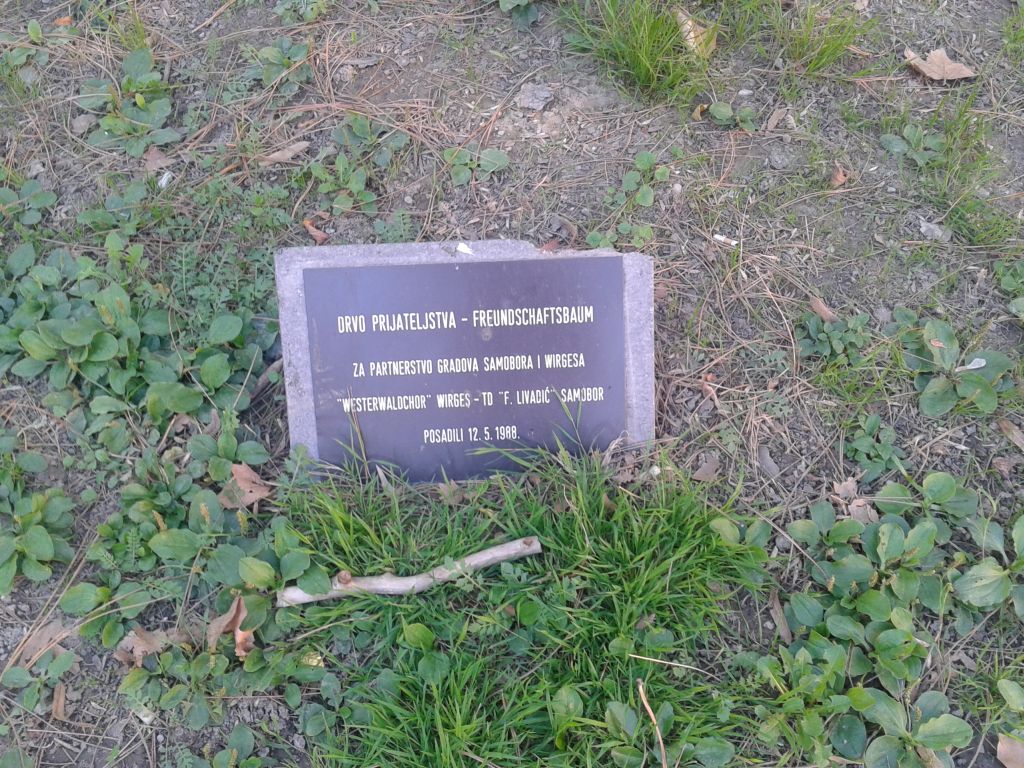 DRVO PRIJATELJSTVA - FREUNDSCHAFTSBAUM
ZA PARTNERSTVO GRADOVA SAMOBORA I WIRGESA
"WESTERWALDCHOR" WIRGES - TD "F. LIVADIĆ" SAMOBOR
POSADILI 12. 5. 1988.